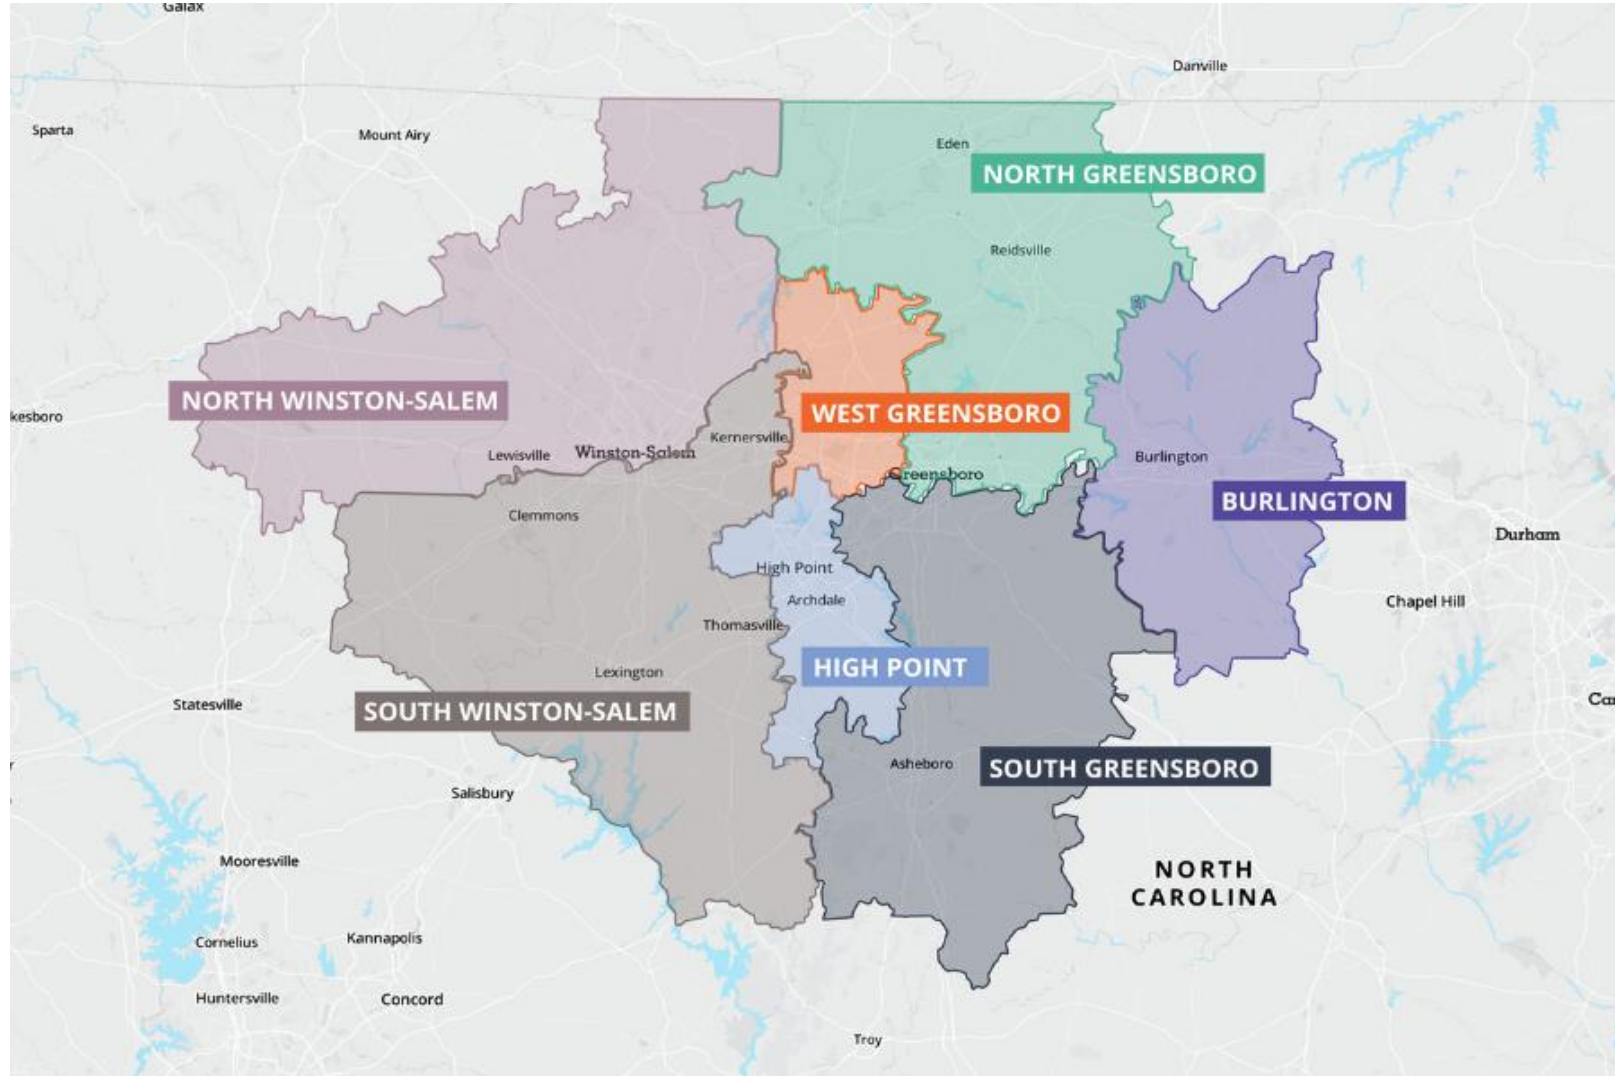 Galax
Danville
Sparta
Mount Airy
Eden
NORTH GREENSBORO
Reidsville
NORTH WINSTON-SALEM
WEST GREENSBORO
kesboro
Kernersville
Lewisville
Winston-Salem
Burlington
Greensboro
BURLINGTON
Clemmons
Durham
High Point
Archdale
Chapel Hill
Thomasville
HIGH POINT
Lexington
Statesville
Ca
SOUTH WINSTON-SALEM
Asheboro
SOUTH GREENSBORO
Salisbury
Mooresville
NORTH
CAROLINA
Cornelius
Kannapolis
Huntersville
Concord
Troy